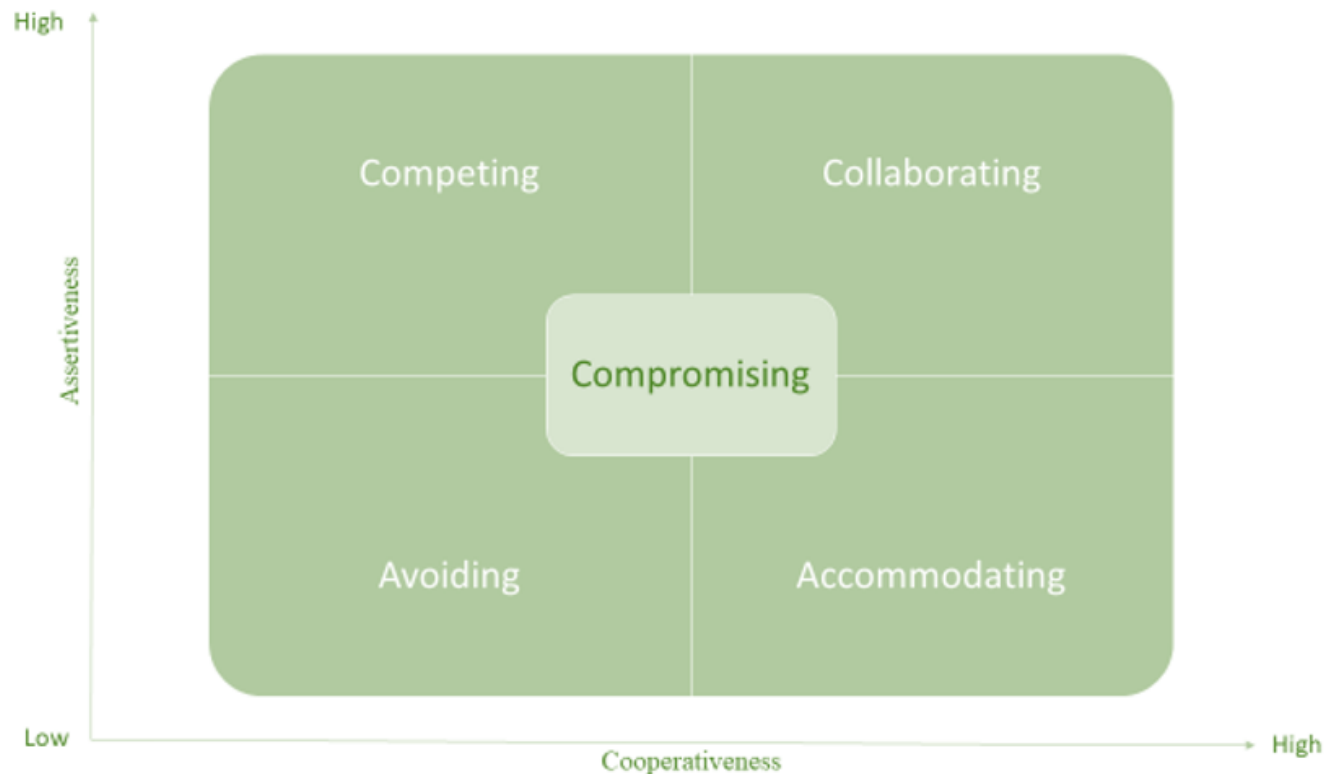 High
Competing
Collaborating
Assertiveness
Compromising
Avoiding
Accommodating
Low
High
Cooperativeness